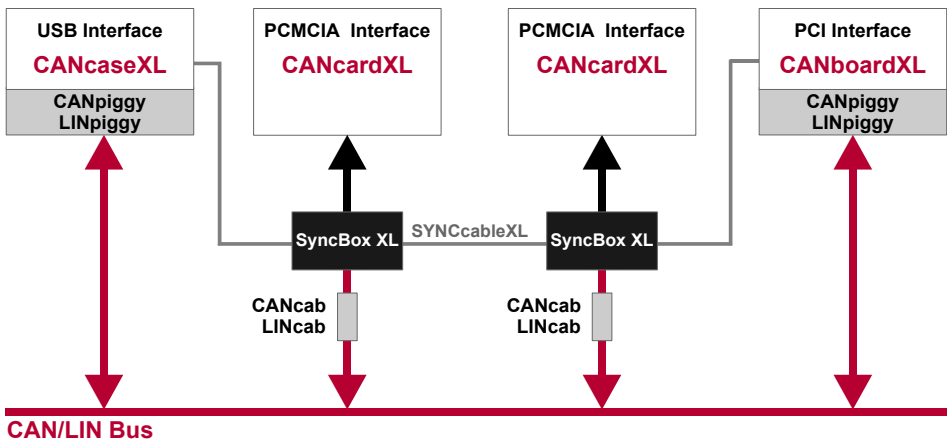 USB Interface
CANcaseXL
CANpiggy
LINpiggy
PCMCIA Interface
CANcardXL
PCMCIA Interface
CANcardXL
PCI Interface
CANboardXL
CANpiggy
LINpiggy
SyncBox XL
SYNCcableXL
SyncBox XL
CANcab
LINcab
CANcab
LINcab
CAN/LIN Bus